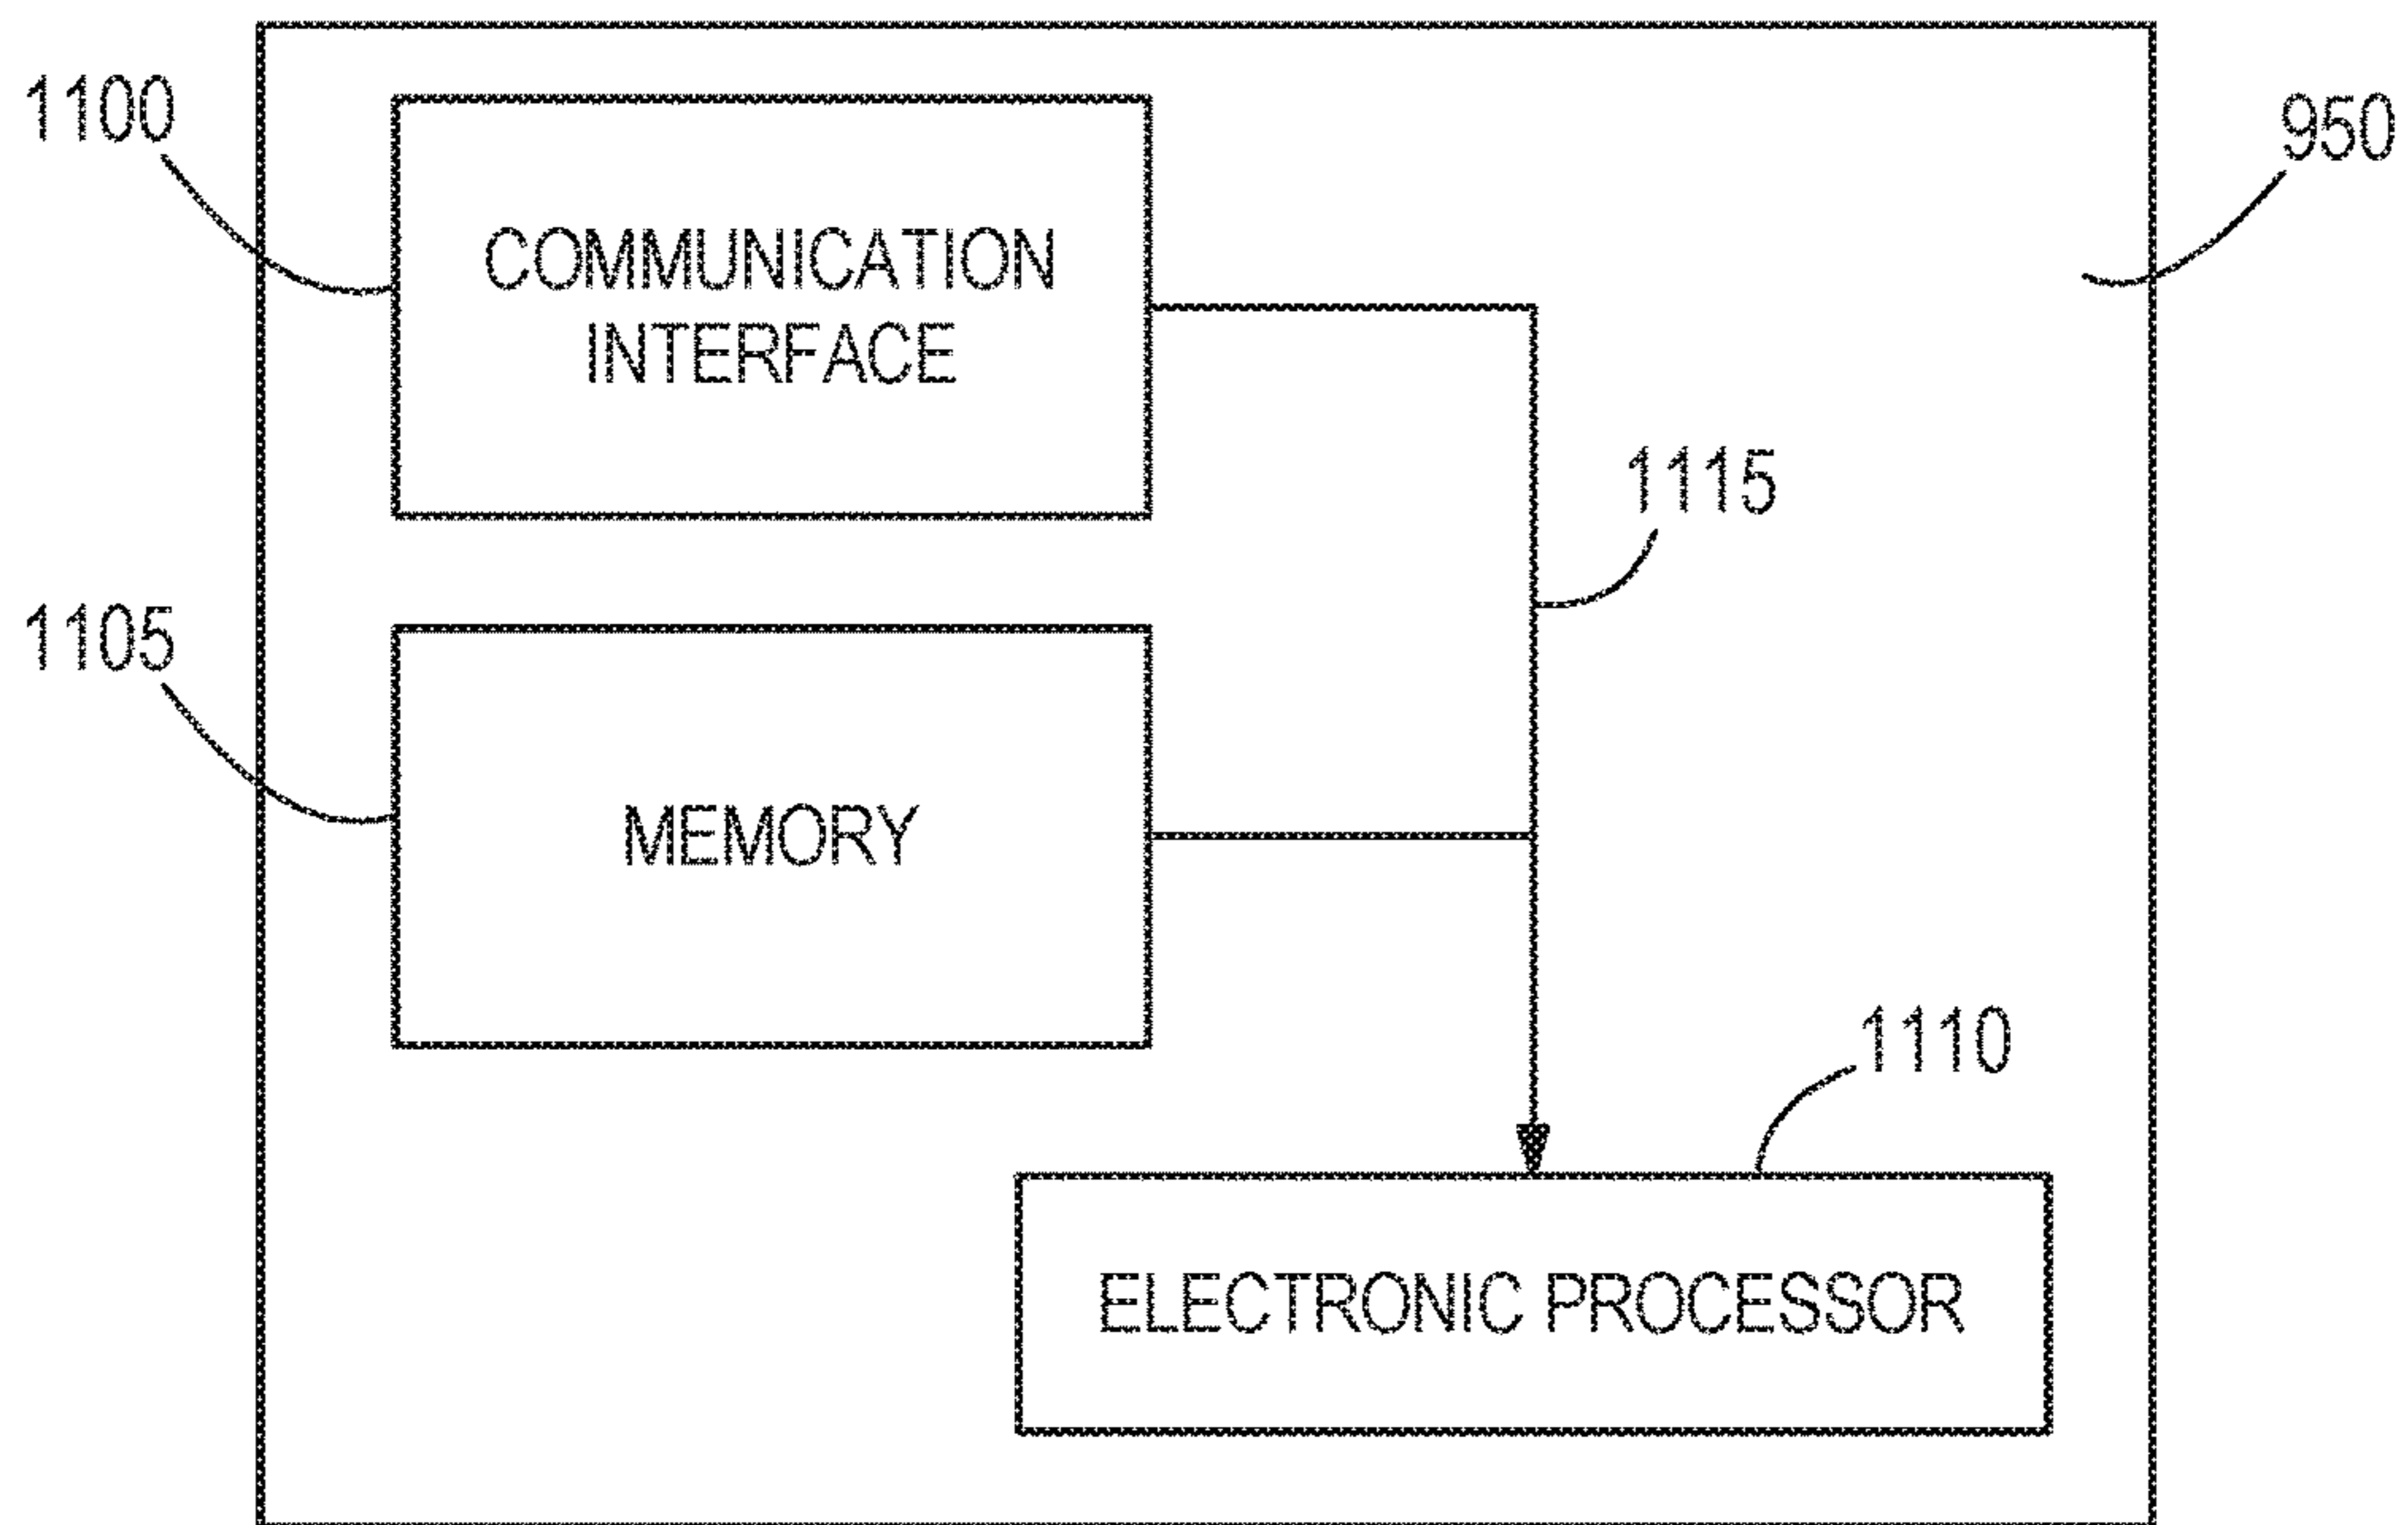 1100
950
COMMUNICATION
INTERFACE
1115
1105
MEMORY
1110
ELECTRONIC PROCESSOR